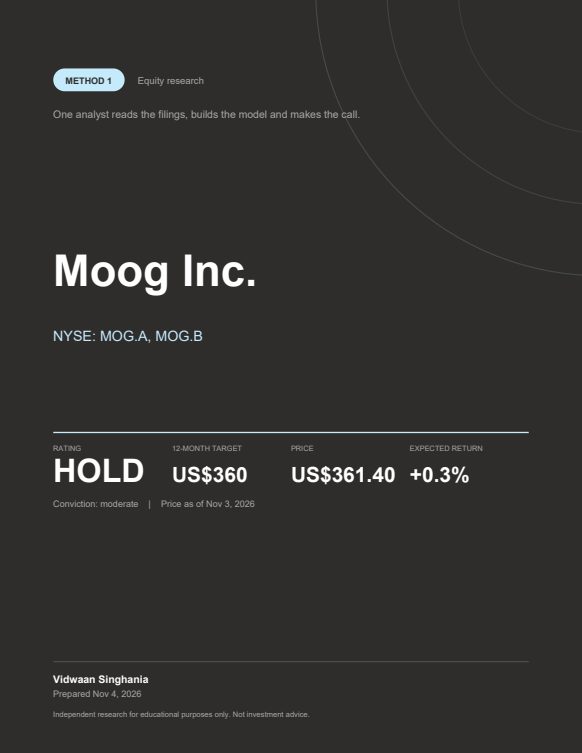 METHOD 1 Equity research
One analyst reads the filings, builds the model and makes the call.
Moog Inc.
NYSE: MOG.A, MOG.B
RATING 12-MONTH TARGET PRICE EXPECTED RETURN
HOLD US$360 US$361.40 +0.3%
Conviction: moderate | Price as of Nov 3, 2026
Vidwaan Singhania
Prepared Nov 4, 2026
Independent research for educational purposes only. Not investment advice.